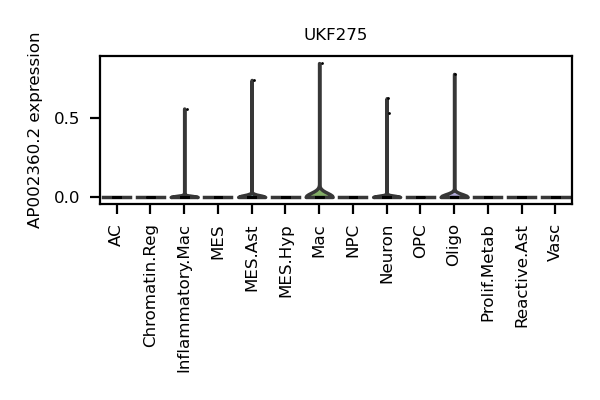 UKF275
AP002360.2 expression
0.5
0.0
AC
Chromatin.Reg
Inflammatory.Mac
MES
MES.Ast
MES.Hyp
Mac
NPC
Neuron
OPC
Oligo
Prolif.Metab
Reactive.Ast
Vasc